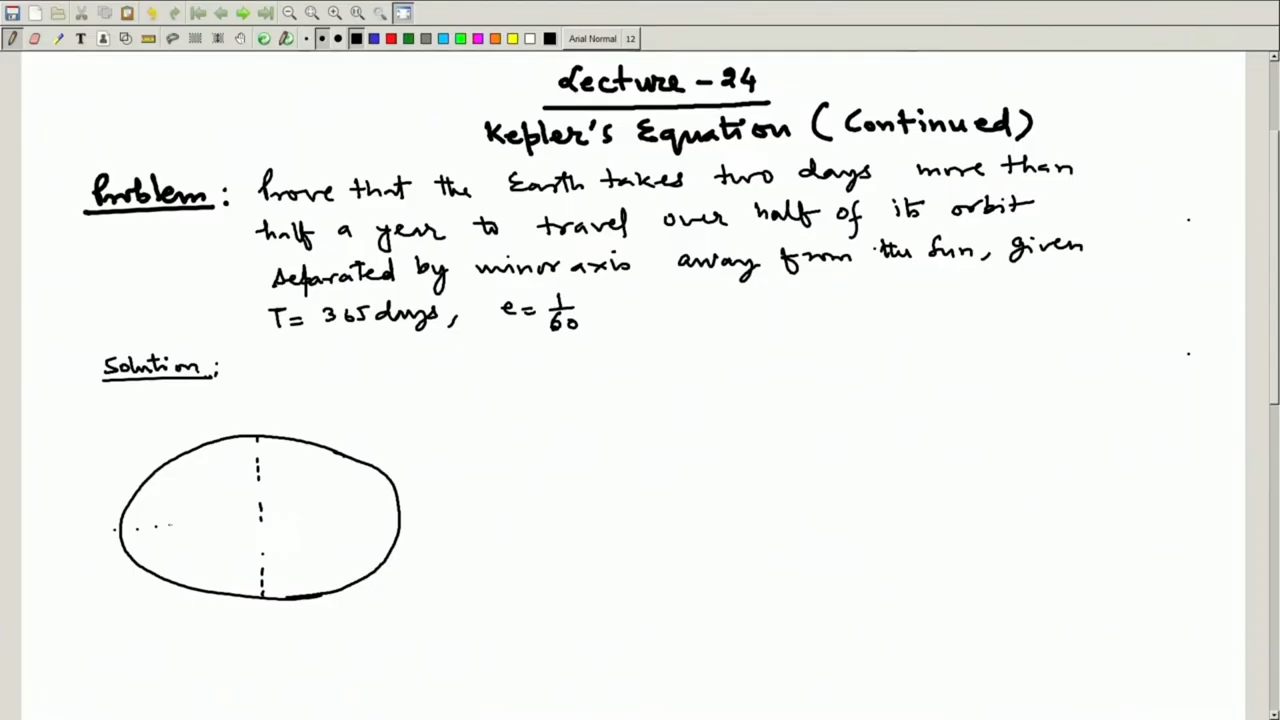 Arial Normal 12
Lecture - 24
Kepler's Equation (Continued)
Problem: Prove that the Earth takes two days more than
half a year to travel over half of its orbit
separated by minor axis away from the Sun, given
T = 365 days, e = 1/60
Solution: